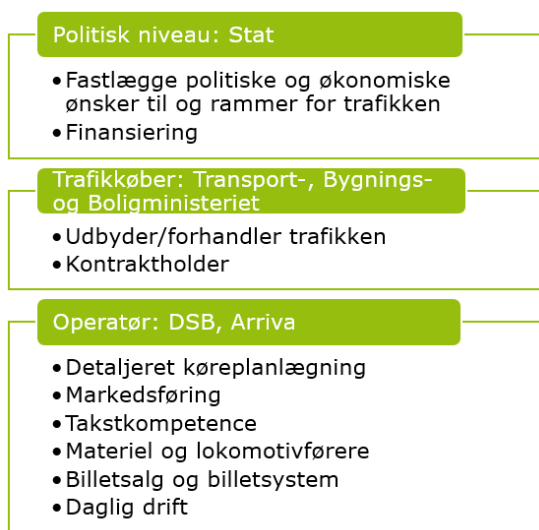 Politisk niveau: Stat
•Fastlægge politiske og økonomiske
ønsker til og rammer for trafikken
•Finansiering
Trafikkøber: Transport-, Bygnings-
og Boligministeriet
•Udbyder/forhandler trafikken
•Kontraktholder
Operatør: DSB, Arriva
•Detaljeret køreplanlægning
•Markedsføring
•Takstkompetence
•Materiel og lokomotivførere
•Billetsalg og billetsystem
•Daglig drift